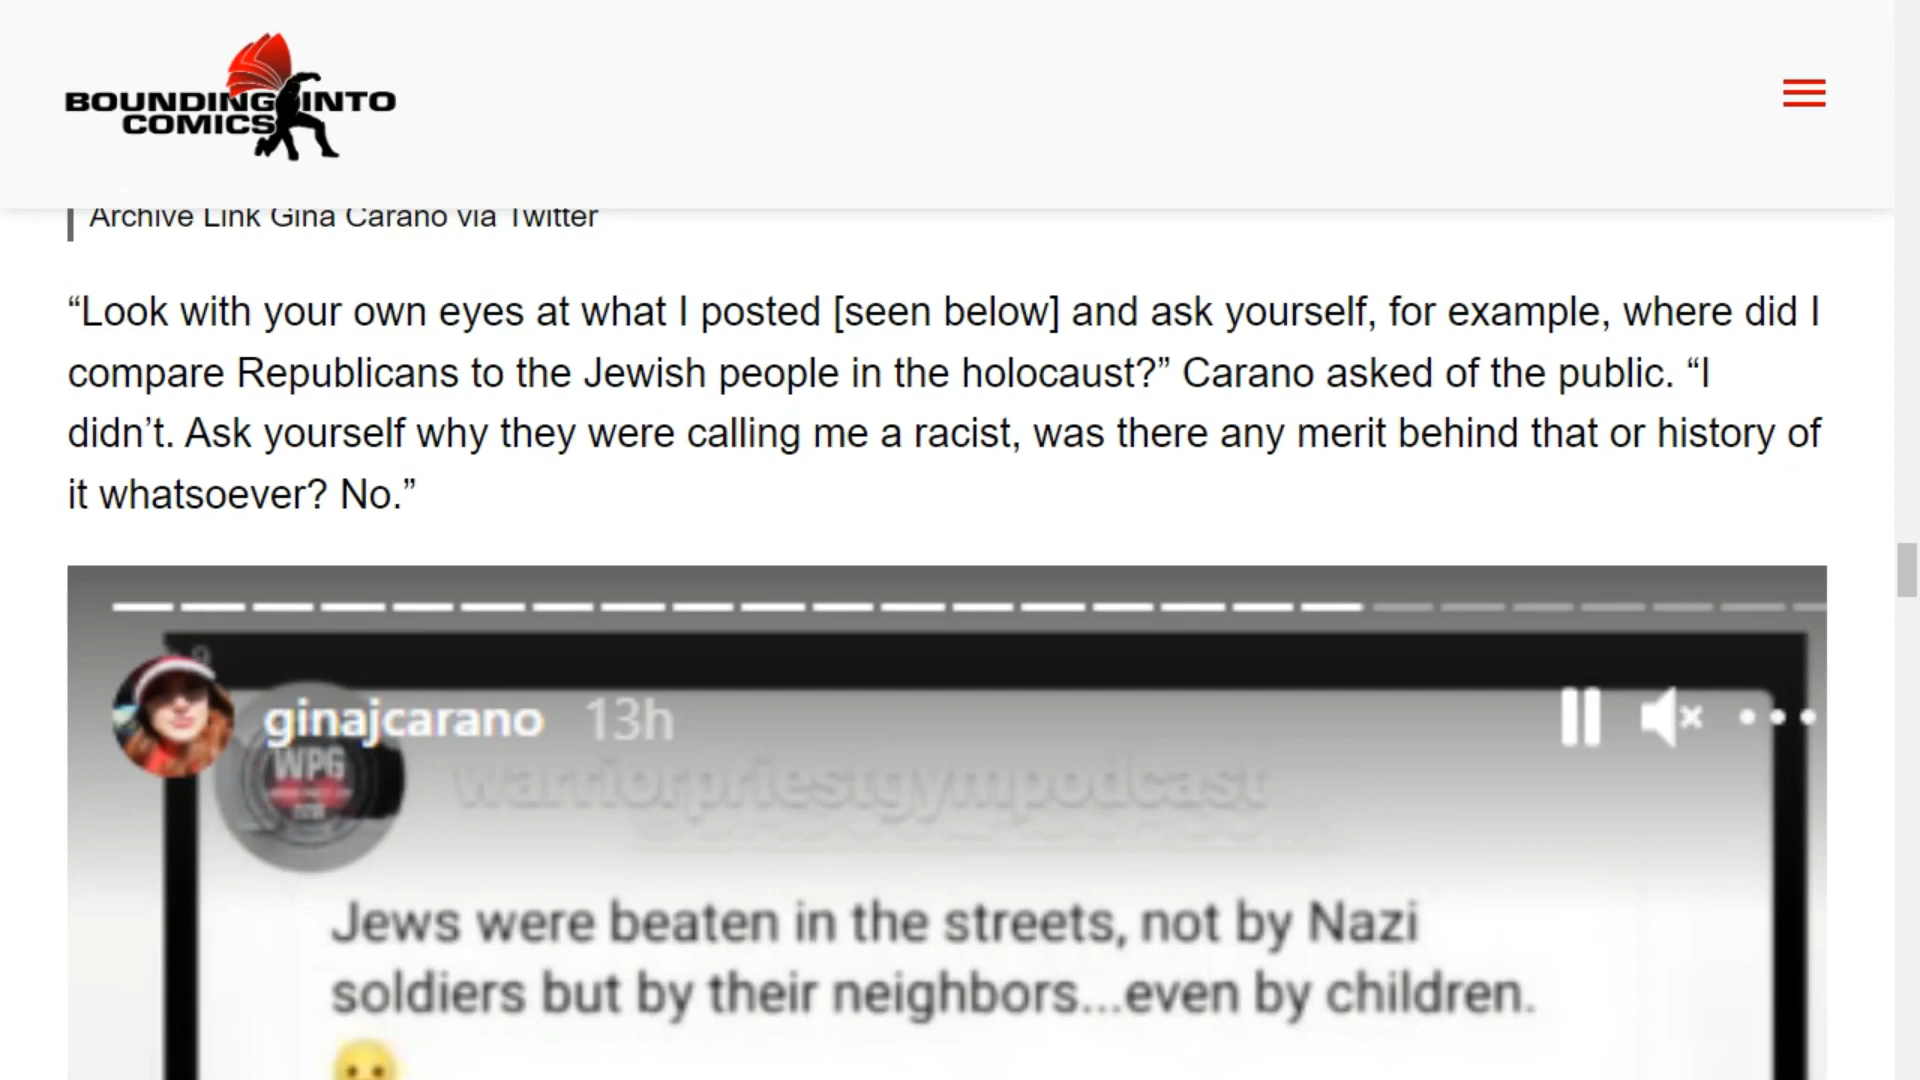 BOUNDING INTO
COMICS
Archive Link Gina Carano via Twitter
“Look with your own eyes at what I posted [seen below] and ask yourself, for example, where did I
compare Republicans to the Jewish people in the holocaust?” Carano asked of the public. “I
didn’t. Ask yourself why they were calling me a racist, was there any merit behind that or history of
it whatsoever? No.”
ginajcarano 13h
WPG
warriorpriestgympodcast
Jews were beaten in the streets, not by Nazi
soldiers but by their neighbors...even by children.